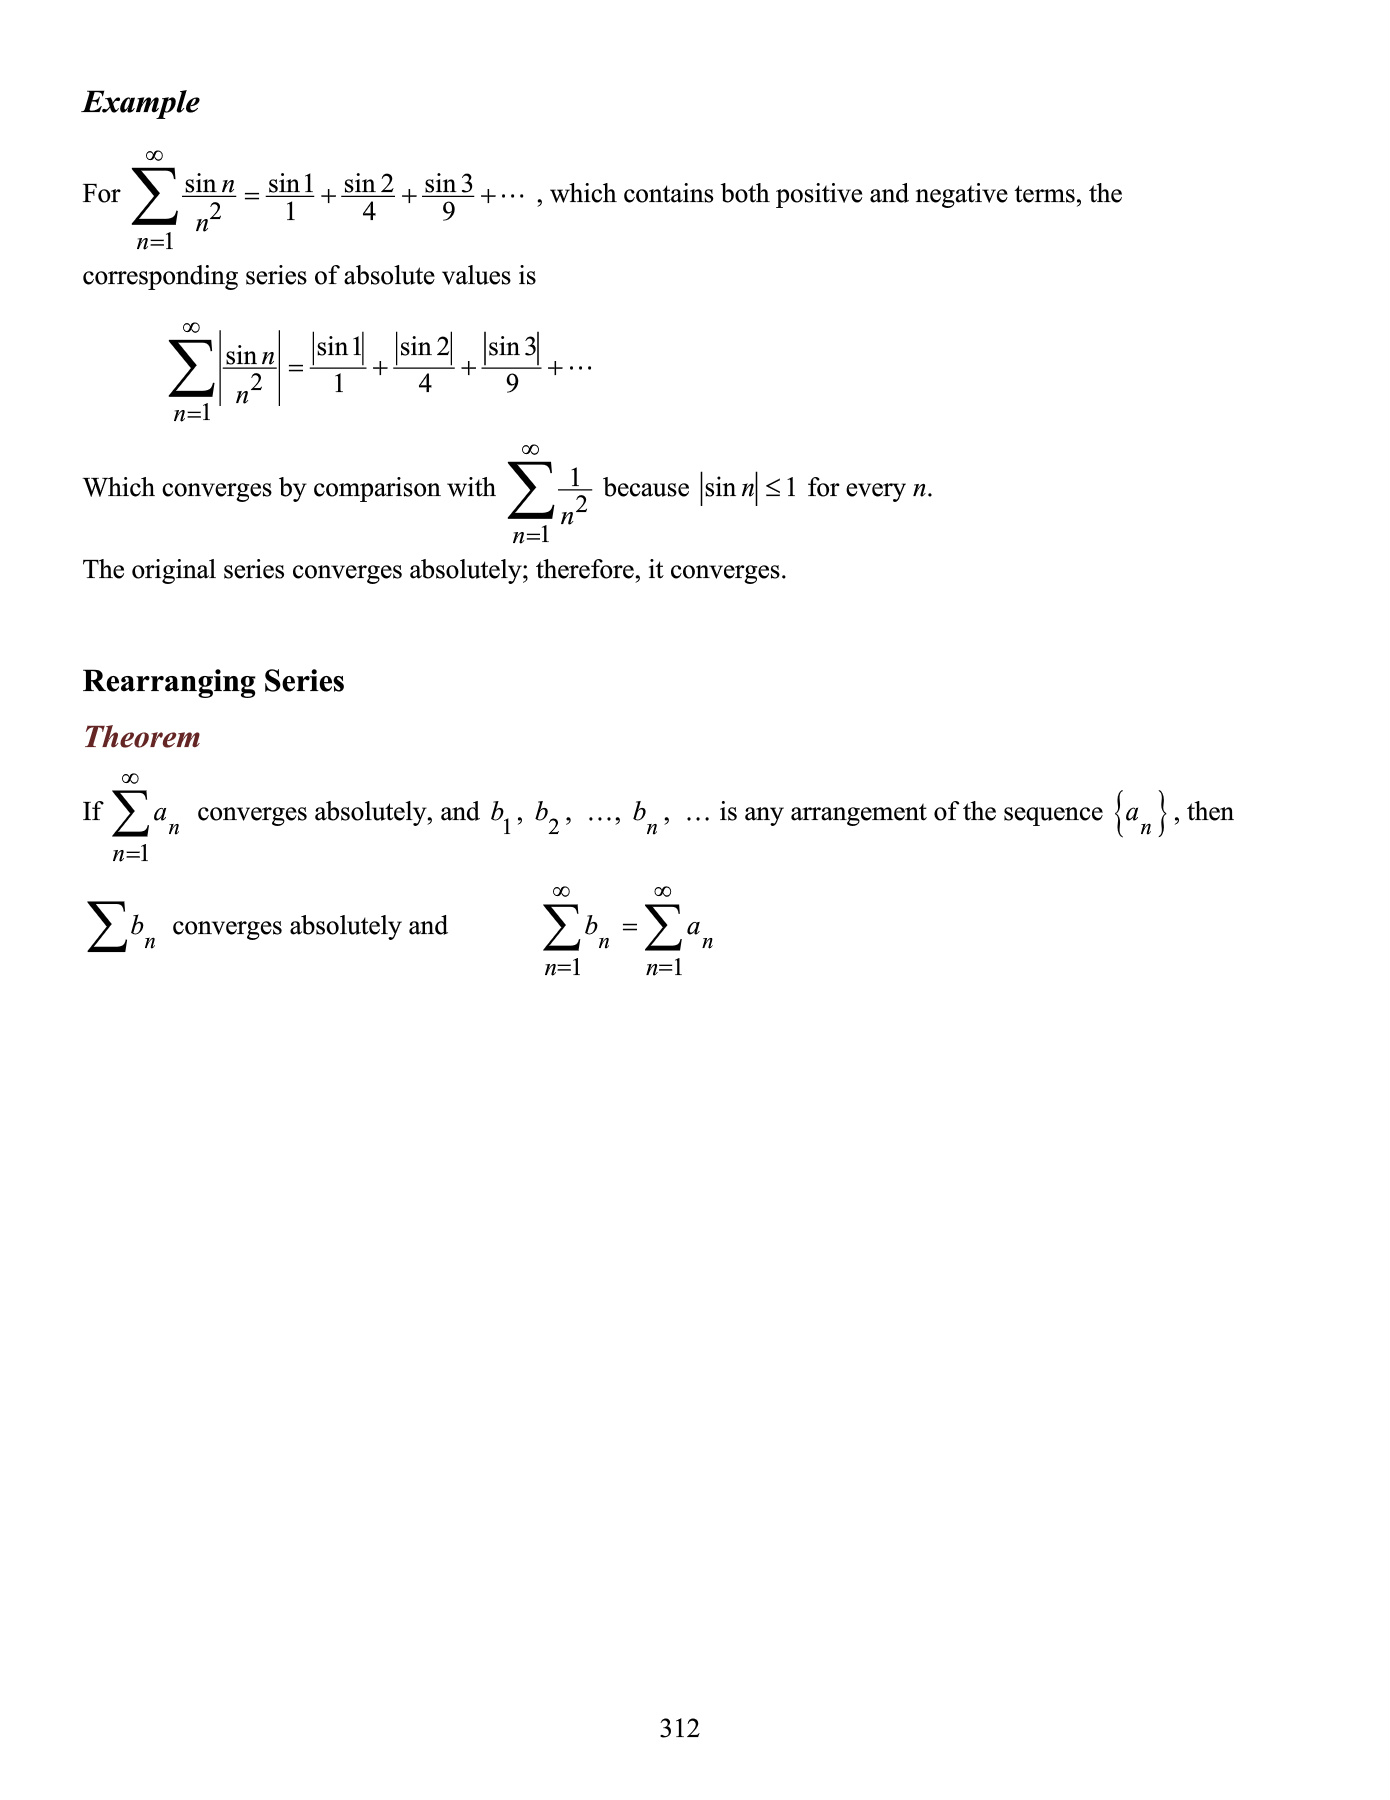 Example
For $\sum_{n=1}^{\infty} \frac{\sin n}{n^2} = \frac{\sin 1}{1} + \frac{\sin 2}{4} + \frac{\sin 3}{9} + \cdots$ , which contains both positive and negative terms, the
corresponding series of absolute values is
$\sum_{n=1}^{\infty} \left| \frac{\sin n}{n^2} \right| = \frac{|\sin 1|}{1} + \frac{|\sin 2|}{4} + \frac{|\sin 3|}{9} + \cdots$
Which converges by comparison with $\sum_{n=1}^{\infty} \frac{1}{n^2}$ because $|\sin n| \le 1$ for every n.
The original series converges absolutely; therefore, it converges.
Rearranging Series
Theorem
If $\sum_{n=1}^{\infty} a_n$ converges absolutely, and $b_1, b_2, \ldots, b_n, \ldots$ is any arrangement of the sequence $\{a_n\}$, then
$\sum b_n$ converges absolutely and $\sum_{n=1}^{\infty} b_n = \sum_{n=1}^{\infty} a_n$
312